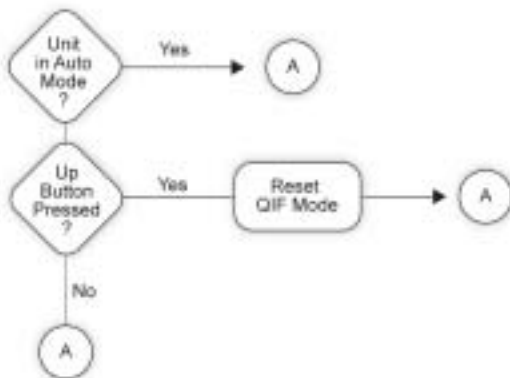 Unit
in Auto
Mode
?
Yes
A
Up
Button
Pressed
?
Yes
Reset
QIF Mode
A
No
A